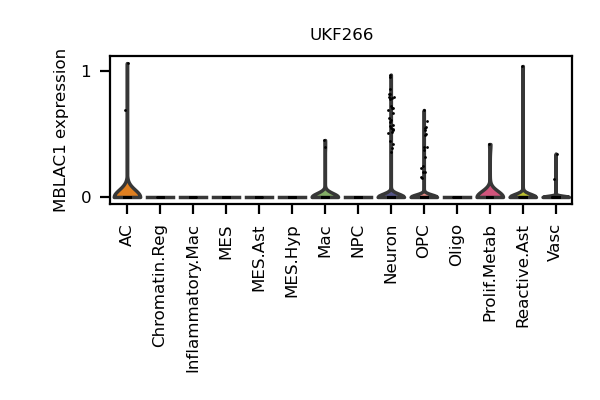 UKF266
MBLAC1 expression
1
0
AC
Chromatin.Reg
Inflammatory.Mac
MES
MES.Ast
MES.Hyp
Mac
NPC
Neuron
OPC
Oligo
Prolif.Metab
Reactive.Ast
Vasc